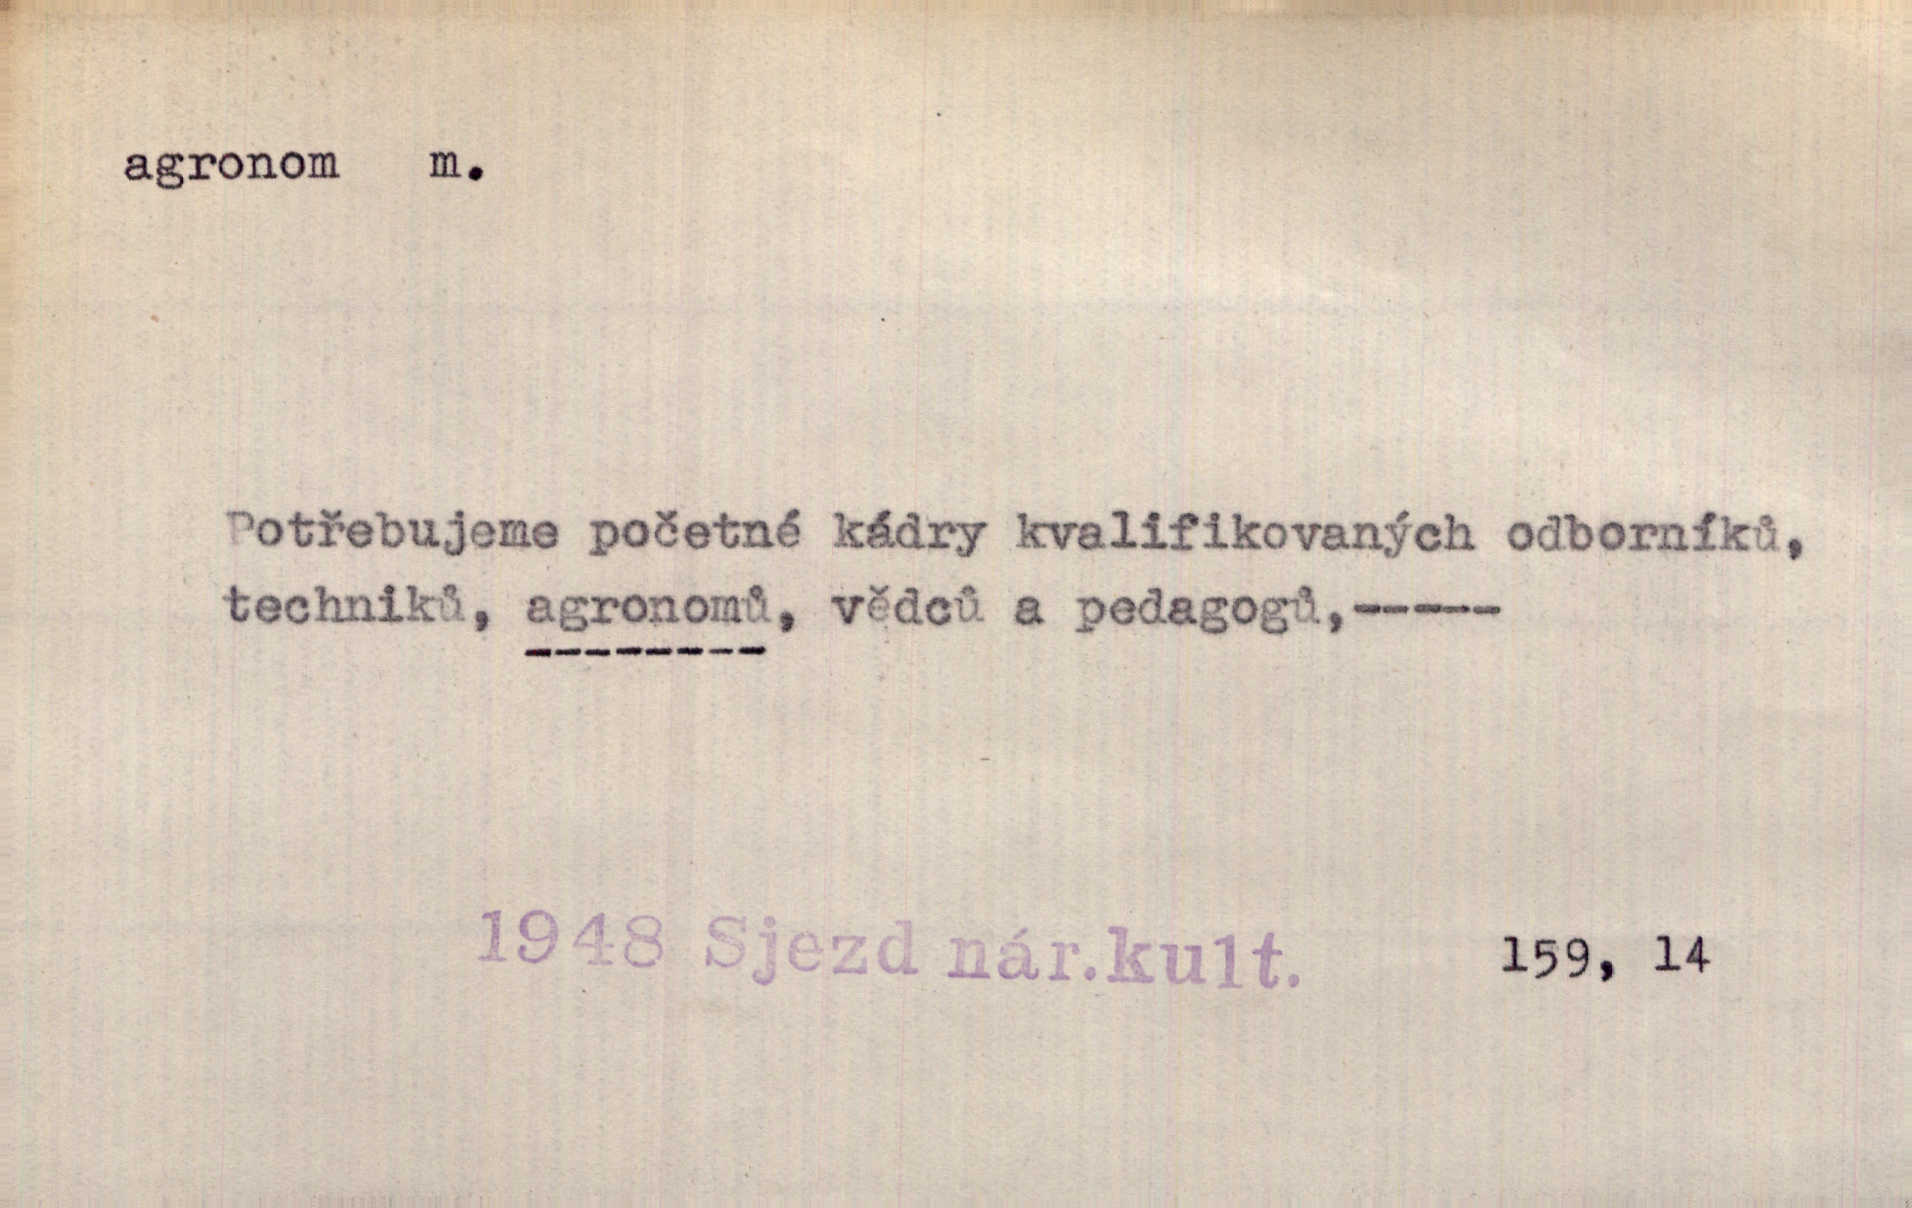 agronom m.
Potřebujeme početné kádry kvalifikovaných odborníků,
techniků, agronomů, vědců a pedagogů,-----
1948 Sjezd nár.kult. 159, 14